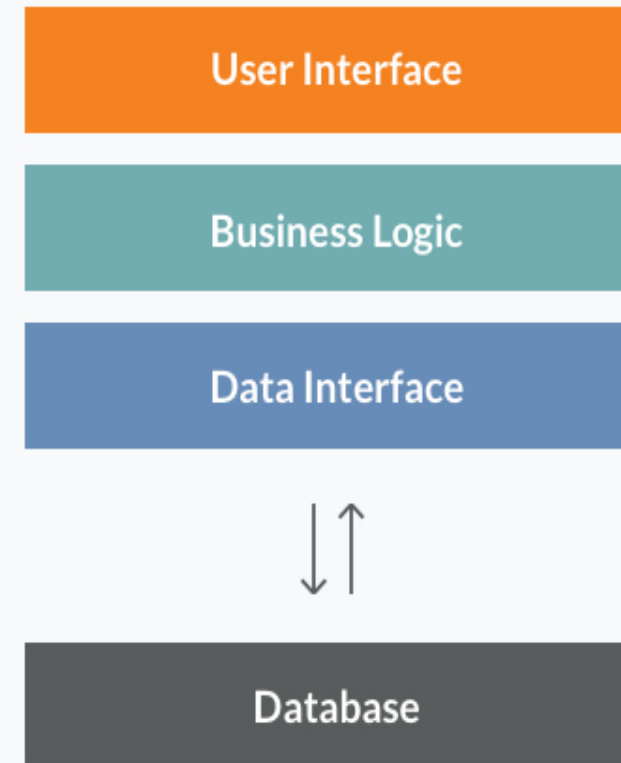 User Interface
Business Logic
Data Interface
Database